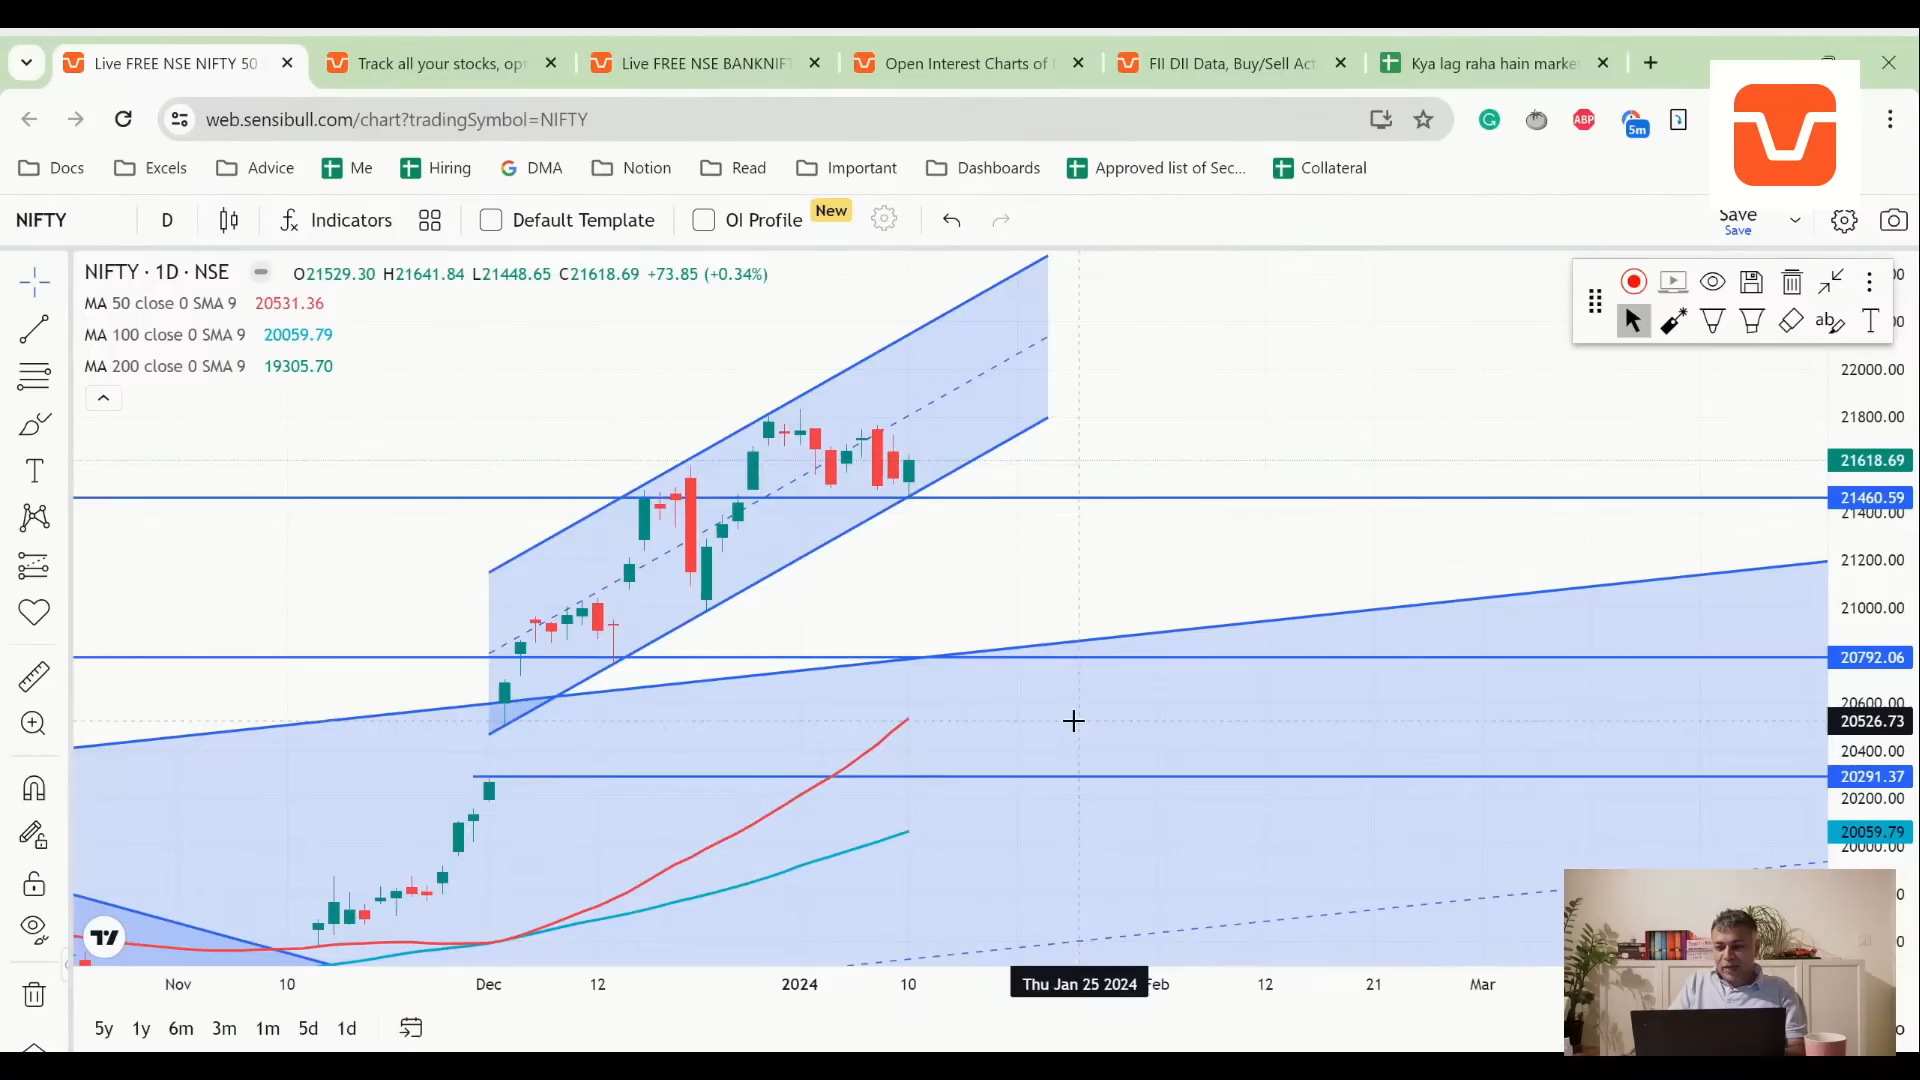 Live FREE NSE NIFTY 50
Track all your stocks, opt
Live FREE NSE BANKNIFT
Open Interest Charts of
FII DII Data, Buy/Sell Act
Kya lag raha hain marke
web.sensibull.com/chart?tradingSymbol=NIFTY
ABP
5m
Docs
Excels
Advice
Me
Hiring
DMA
Notion
Read
Important
Dashboards
Approved list of Sec...
Collateral
NIFTY
D
Indicators
Default Template
OI Profile
New
Save
Save
NIFTY · 1D · NSE
O21529.30 H21641.84 L21448.65 C21618.69 +73.85 (+0.34%)
MA 50 close 0 SMA 9 20531.36
MA 100 close 0 SMA 9 20059.79
MA 200 close 0 SMA 9 19305.70
22000.00
21800.00
21618.69
21460.59
21400.00
21200.00
21000.00
20792.06
20600.00
20526.73
20400.00
20291.37
20200.00
20059.79
20000.00
Nov
10
Dec
12
2024
10
Thu Jan 25 2024
Feb
12
21
Mar
5y 1y 6m 3m 1m 5d 1d